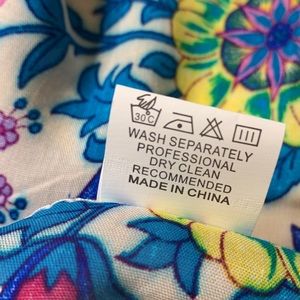 30℃
WASH SEPARATELY
PROFESSIONAL
DRY CLEAN
RECOMMENDED
MADE IN CHINA